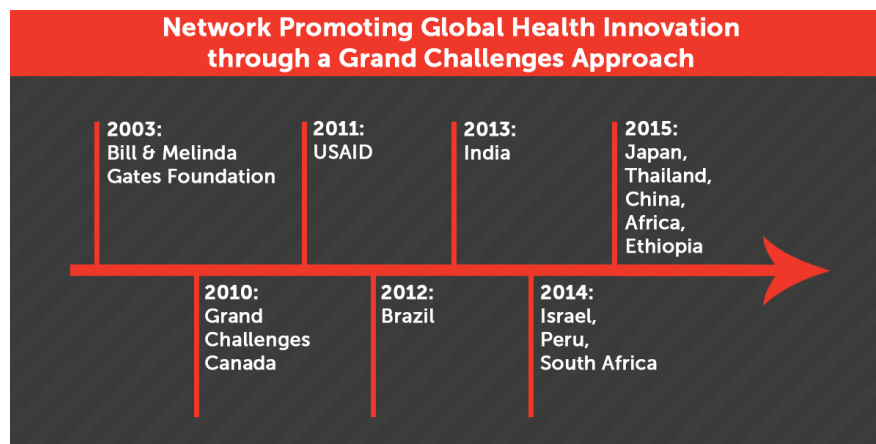 Network Promoting Global Health Innovation
through a Grand Challenges Approach
2003:
Bill & Melinda
Gates Foundation
2010:
Grand
Challenges
Canada
2011:
USAID
2012:
Brazil
2013:
India
2014:
Israel,
Peru,
South Africa
2015:
Japan,
Thailand,
China,
Africa,
Ethiopia